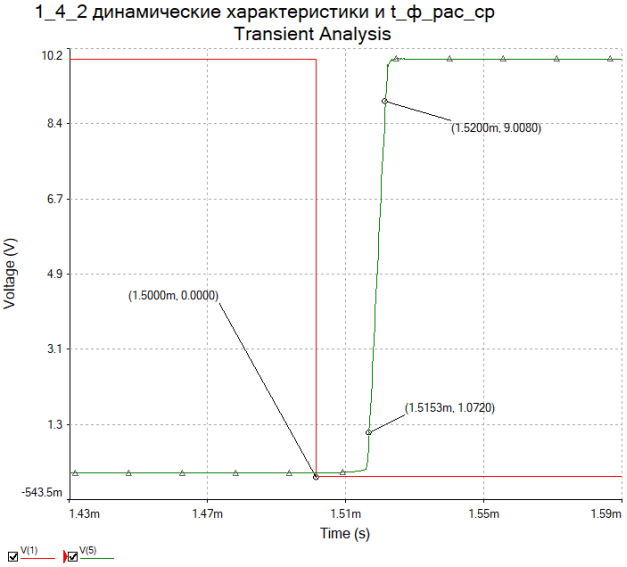 1_4_2 динамические характеристики и t_ф_рас_ср
Transient Analysis
10.2
8.4
6.7
4.9
3.1
1.3
-543.5m
Voltage (V)
(1.5200m, 9.0080)
(1.5000m, 0.0000)
(1.5153m, 1.0720)
1.43m
1.47m
1.51m
1.55m
1.59m
Time (s)
V(1)
V(5)